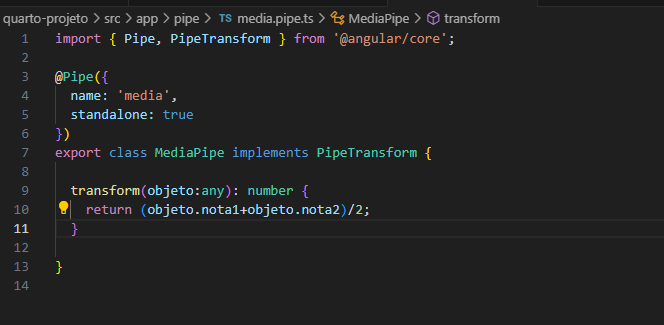 quarto-projeto > src > app > pipe > TS media.pipe.ts > MediaPipe > transform
1 import { Pipe, PipeTransform } from '@angular/core';
2
3 @Pipe({
4 name: 'media',
5 standalone: true
6 })
7 export class MediaPipe implements PipeTransform {
8
9 transform(objeto:any): number {
10 return (objeto.nota1+objeto.nota2)/2;
11 }
12
13 }
14